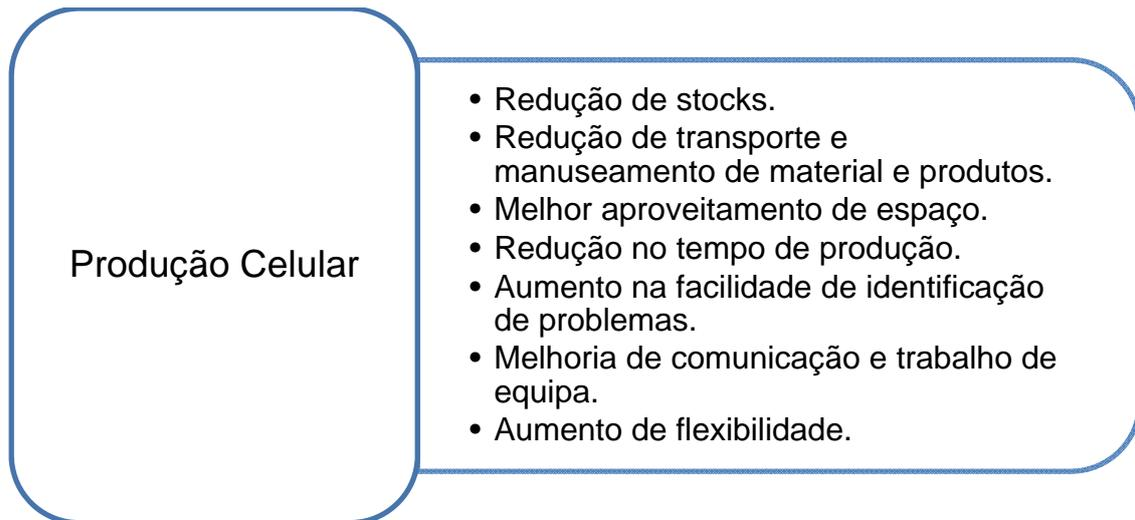 Produção Celular
• Redução de stocks.
• Redução de transporte e
manuseamento de material e produtos.
• Melhor aproveitamento de espaço.
• Redução no tempo de produção.
• Aumento na facilidade de identificação
de problemas.
• Melhoria de comunicação e trabalho de
equipa.
• Aumento de flexibilidade.